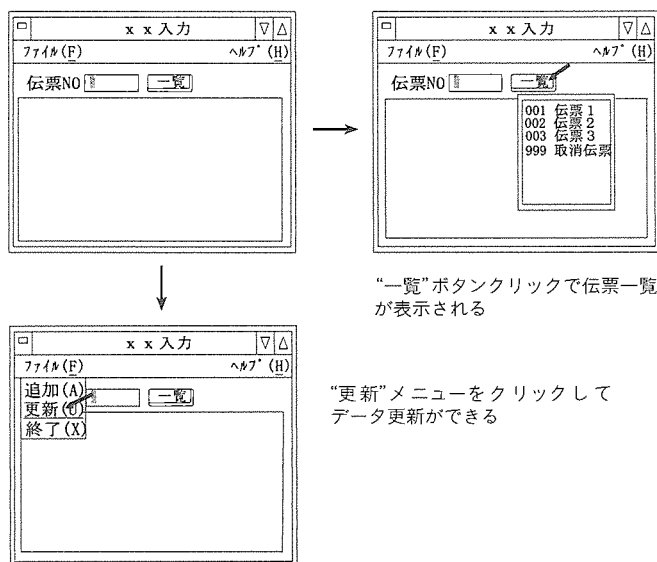 x x 入力
ファイル(F) ヘルプ(H)
伝票NO 一覧
x x 入力
ファイル(F) ヘルプ(H)
伝票NO 一覧
001 伝票1
002 伝票2
003 伝票3
999 取消伝票
“一覧”ボタンクリックで伝票一覧
が表示される
x x 入力
ファイル(F) ヘルプ(H)
追加(A)
一覧
更新(U)
終了(X)
“更新”メニューをクリックして
データ更新ができる